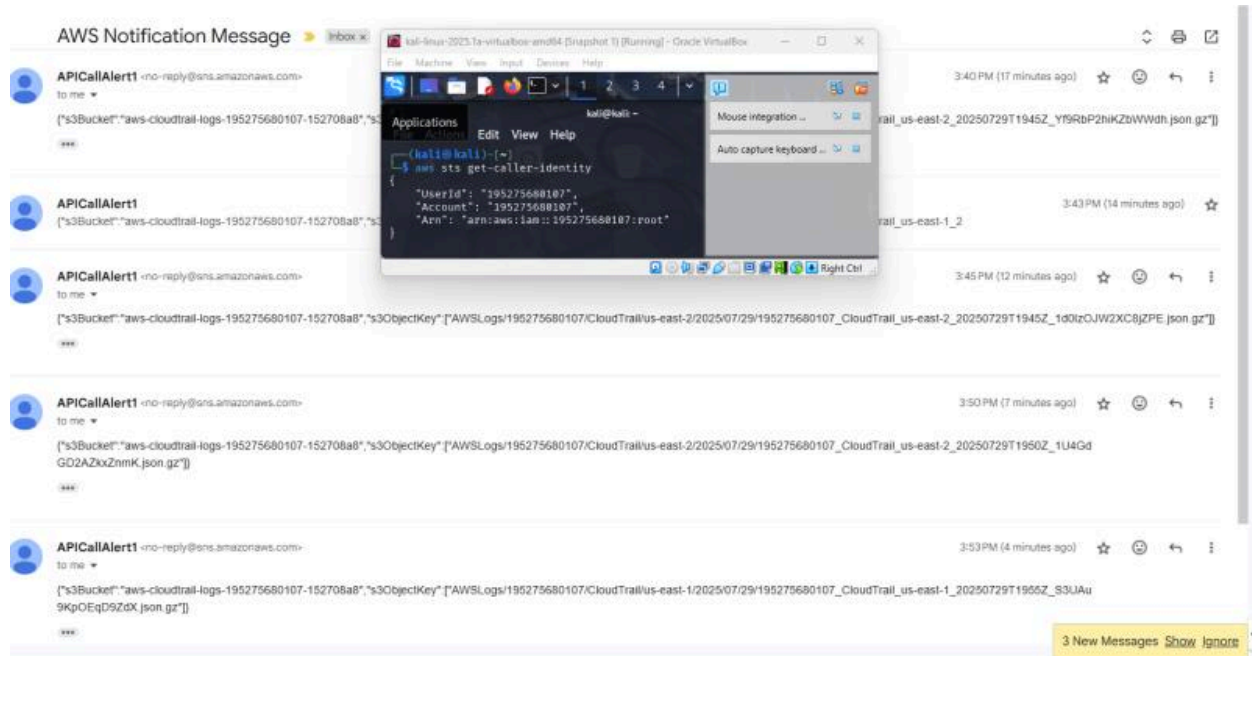 AWS Notification Message Inbox x
APICallAlert1 <no-reply@sns.amazonaws.com> 3:40 PM (17 minutes ago)
to me
{"s3Bucket":"aws-cloudtrail-logs-195275680107-152708a8","s3 rail_us-east-2_20250729T1940Z_Yf9RbP2hiKZbWWdh.json.gz"]}
APICallAlert1 3:43 PM (14 minutes ago)
{"s3Bucket":"aws-cloudtrail-logs-195275680107-152708a8","s3 rail_us-east-1_2
APICallAlert1 <no-reply@sns.amazonaws.com> 3:45 PM (12 minutes ago)
to me
{"s3Bucket":"aws-cloudtrail-logs-195275680107-152708a8","s3ObjectKey":["AWSLogs/195275680107/CloudTrail/us-east-2/2025/07/29/195275680107_CloudTrail_us-east-2_20250729T1945Z_1d0IzOJW2XC8jZPE.json.gz"]}
APICallAlert1 <no-reply@sns.amazonaws.com> 3:50 PM (7 minutes ago)
to me
{"s3Bucket":"aws-cloudtrail-logs-195275680107-152708a8","s3ObjectKey":["AWSLogs/195275680107/CloudTrail/us-east-2/2025/07/29/195275680107_CloudTrail_us-east-2_20250729T1950Z_1U4Gd
GD2AZkxZnmK.json.gz"]}
APICallAlert1 <no-reply@sns.amazonaws.com> 3:53 PM (4 minutes ago)
to me
{"s3Bucket":"aws-cloudtrail-logs-195275680107-152708a8","s3ObjectKey":["AWSLogs/195275680107/CloudTrail/us-east-1/2025/07/29/195275680107_CloudTrail_us-east-1_20250729T1955Z_S3UAu
9KpOEqD9ZdX.json.gz"]}
3 New Messages Show Ignore
kali-linux-2025.1a-virtualbox-amd64 (Snapshot 1) [Running] - Oracle VirtualBox
File Machine View Input Devices Help
1 2 3 4
kali@kali: ~
Applications
File Actions Edit View Help
(kali㉿kali)-[~]
$ aws sts get-caller-identity
{
"UserId": "195275680107",
"Account": "195275680107",
"Arn": "arn:aws:iam::195275680107:root"
}
Mouse integration ...
Auto capture keyboard ...
Right Ctrl